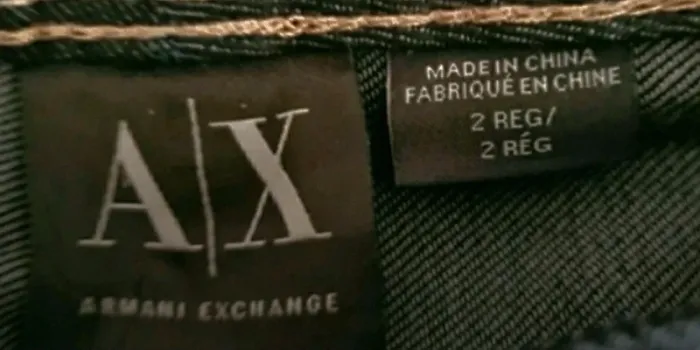 A|X
ARMANI EXCHANGE
MADE IN CHINA
FABRIQUÉ EN CHINE
2 REG/
2 RÉG